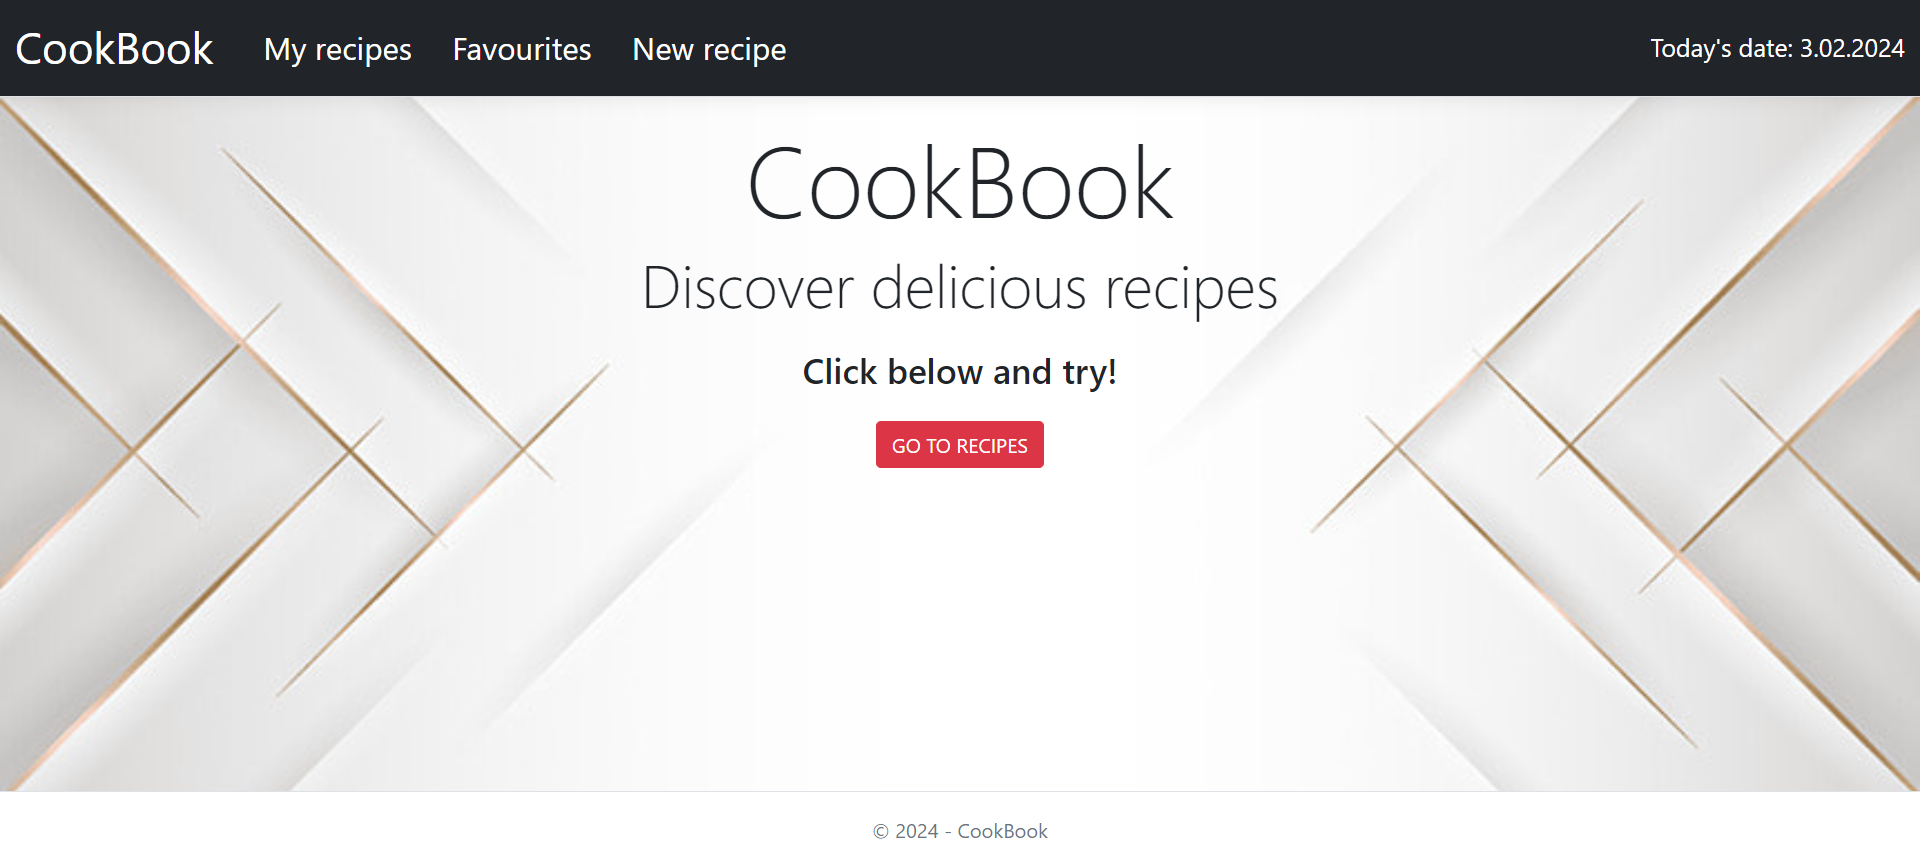 CookBook My recipes Favourites New recipe Today's date: 3.02.2024
CookBook
Discover delicious recipes
Click below and try!
GO TO RECIPES
© 2024 - CookBook